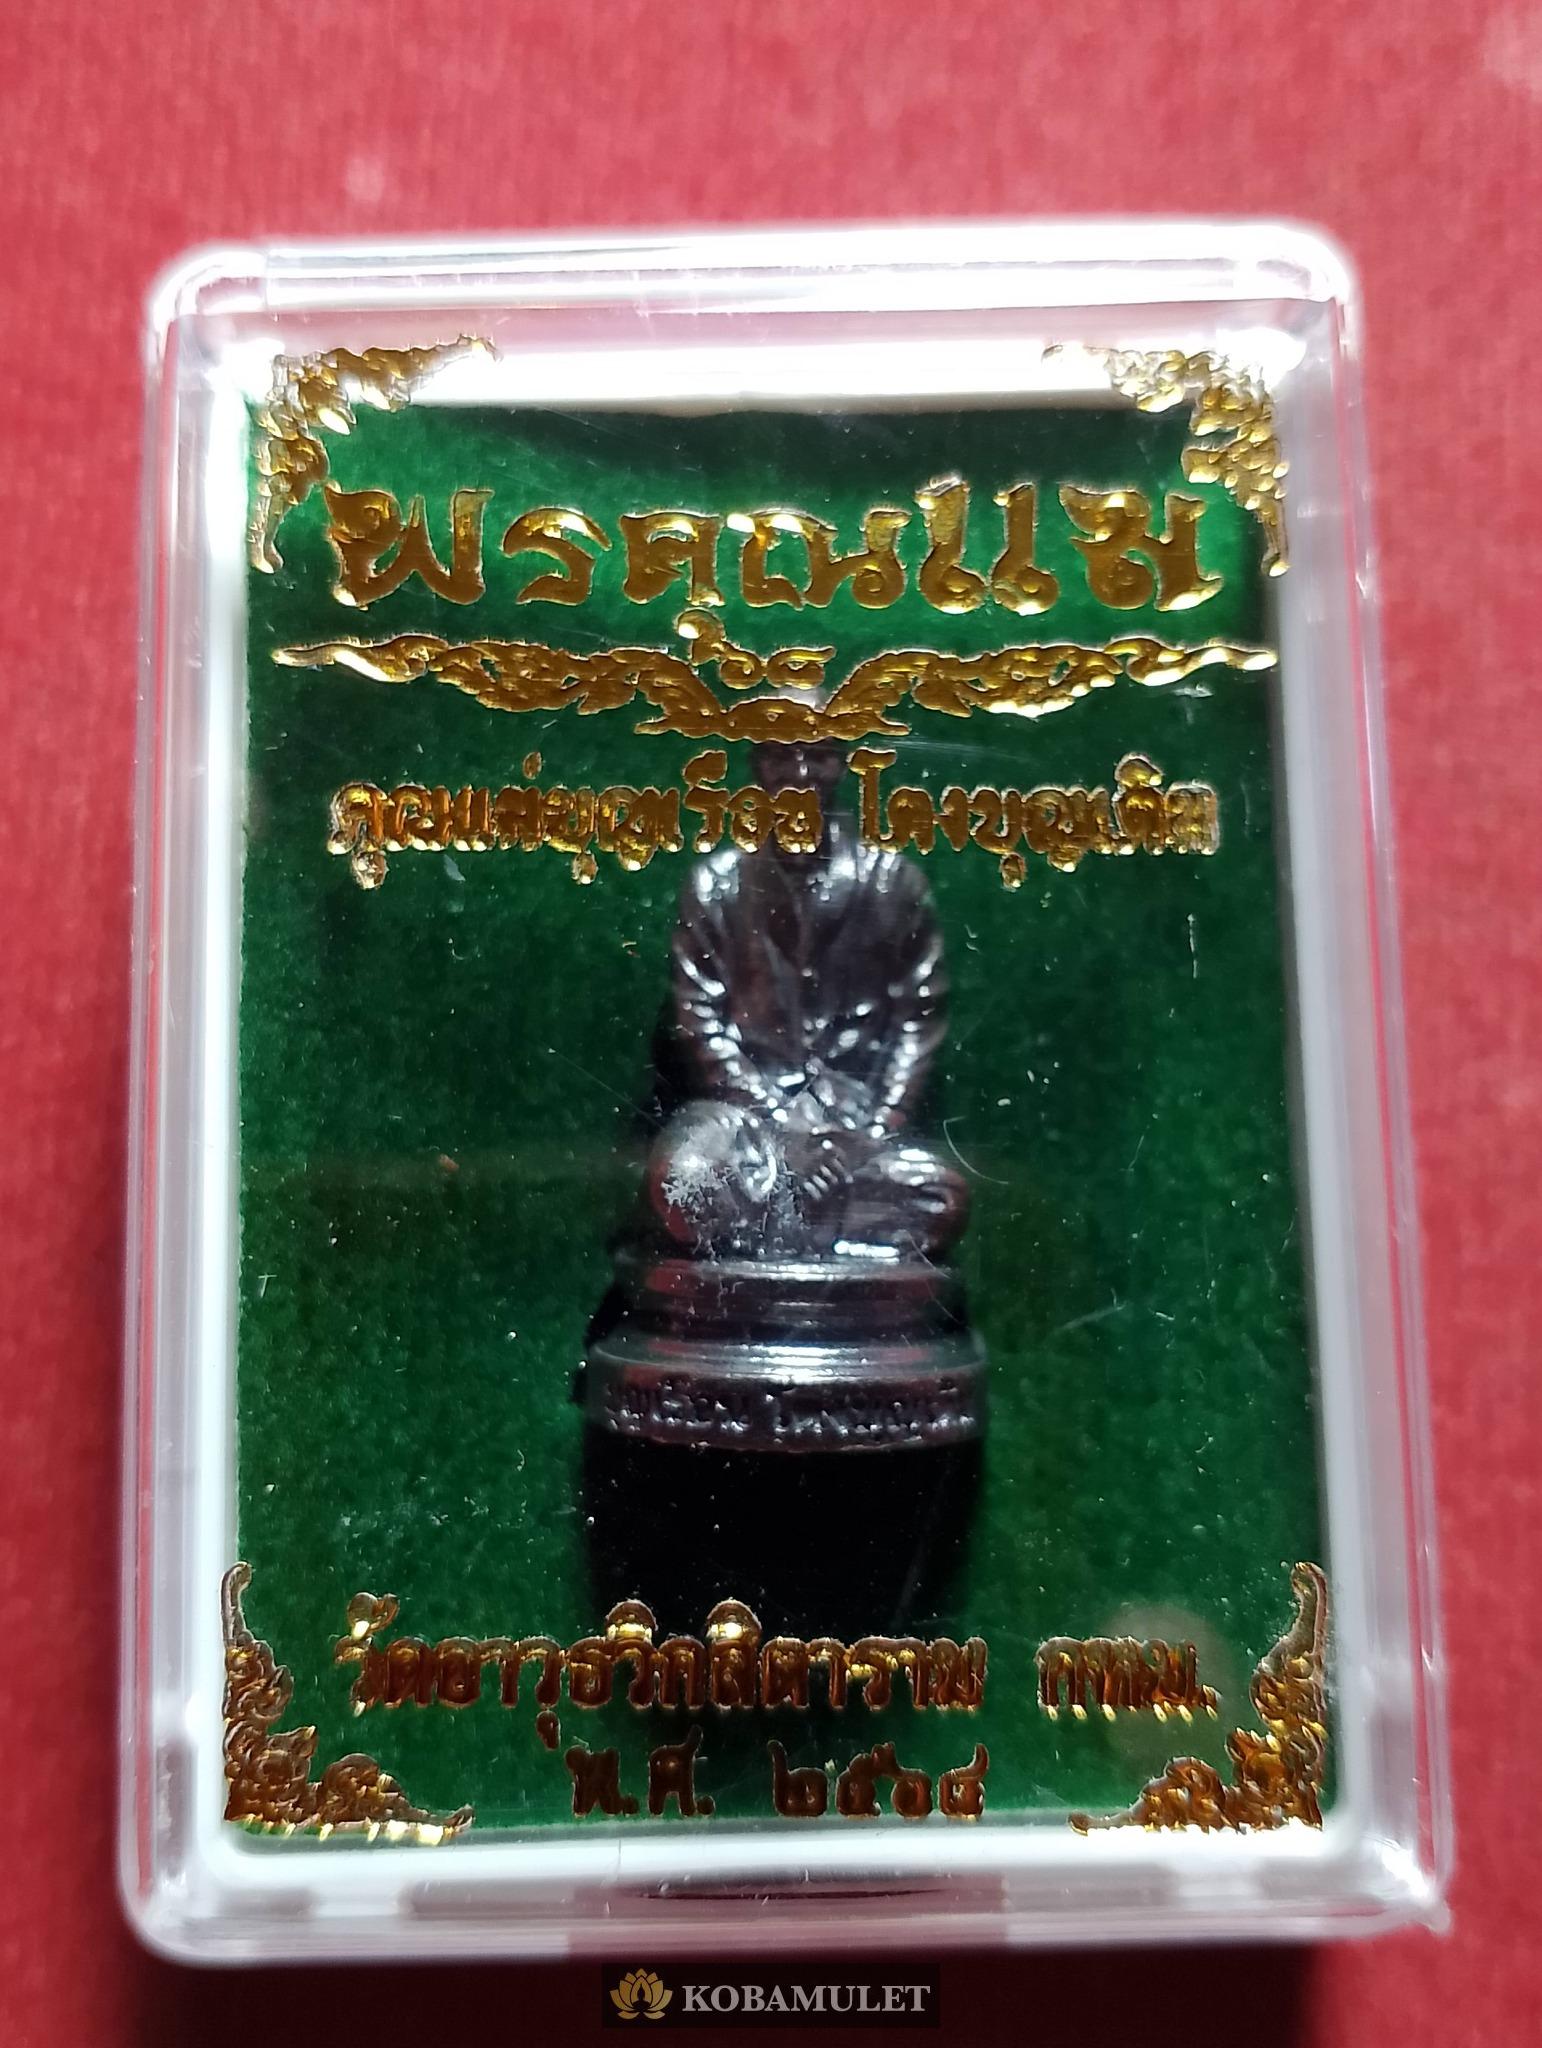 พรคุณแม่
๖๘
คุณแม่บุญเรือน โตงบุญเติม
บุญเรือน โตงบุญเติม
วัดอาวุธวิกสิตาราม กทม.
พ.ศ. ๒๕๖๔
KOBAMULET